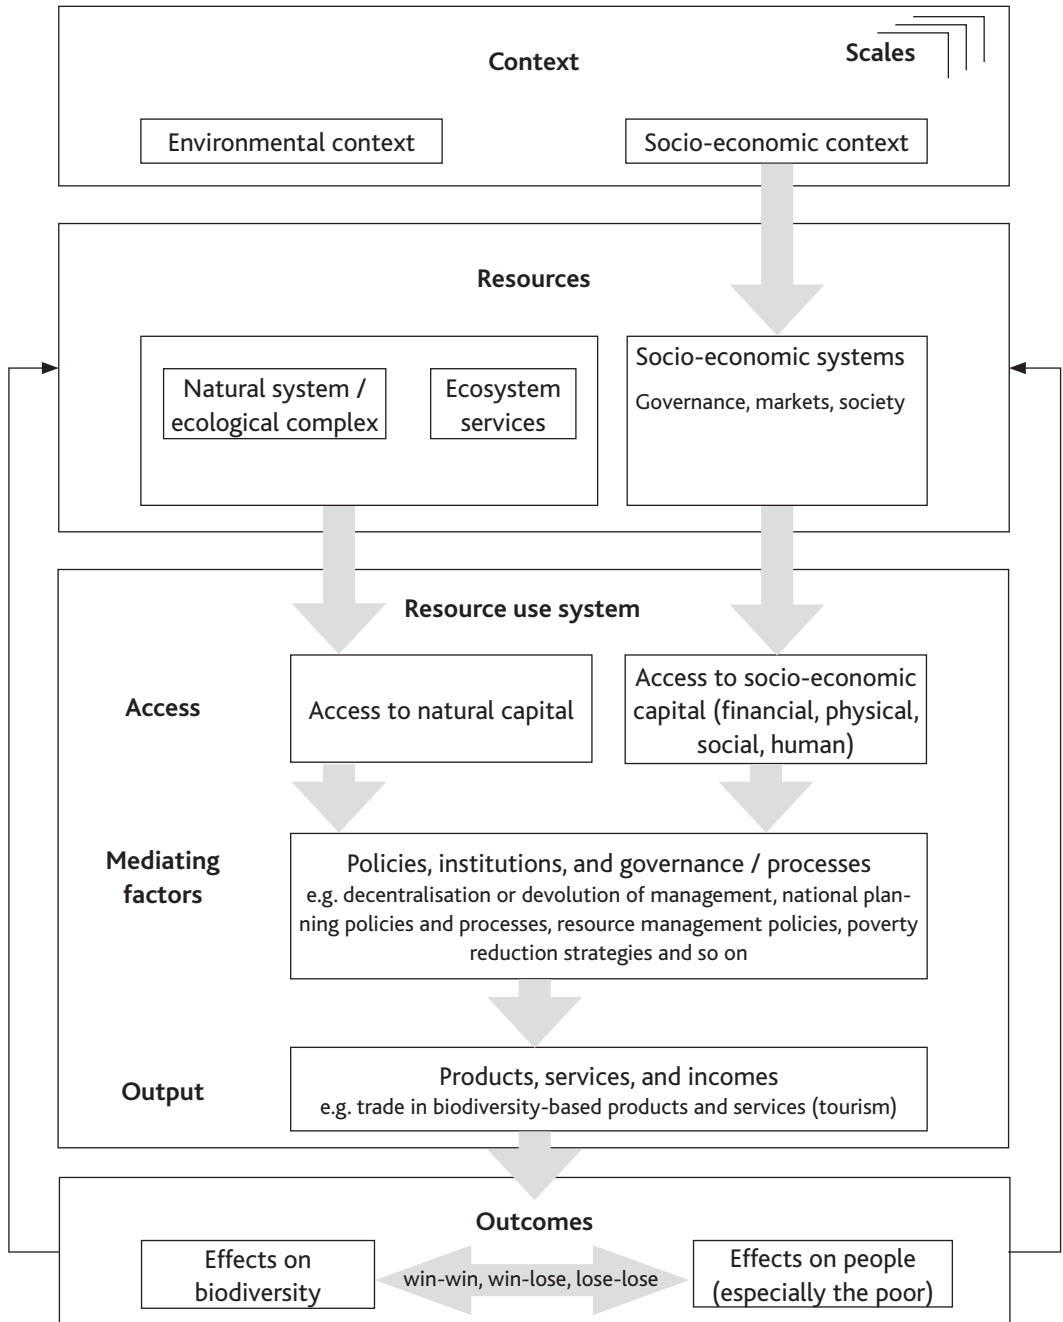 Context
Scales
Environmental context
Socio-economic context
Resources
Natural system /
ecological complex
Ecosystem
services
Socio-economic systems
Governance, markets, society
Resource use system
Access
Access to natural capital
Access to socio-economic
capital (financial, physical,
social, human)
Mediating
factors
Policies, institutions, and governance / processes
e.g. decentralisation or devolution of management, national plan-
ning policies and processes, resource management policies, poverty
reduction strategies and so on
Output
Products, services, and incomes
e.g. trade in biodiversity-based products and services (tourism)
Outcomes
Effects on
biodiversity
win-win, win-lose, lose-lose
Effects on people
(especially the poor)